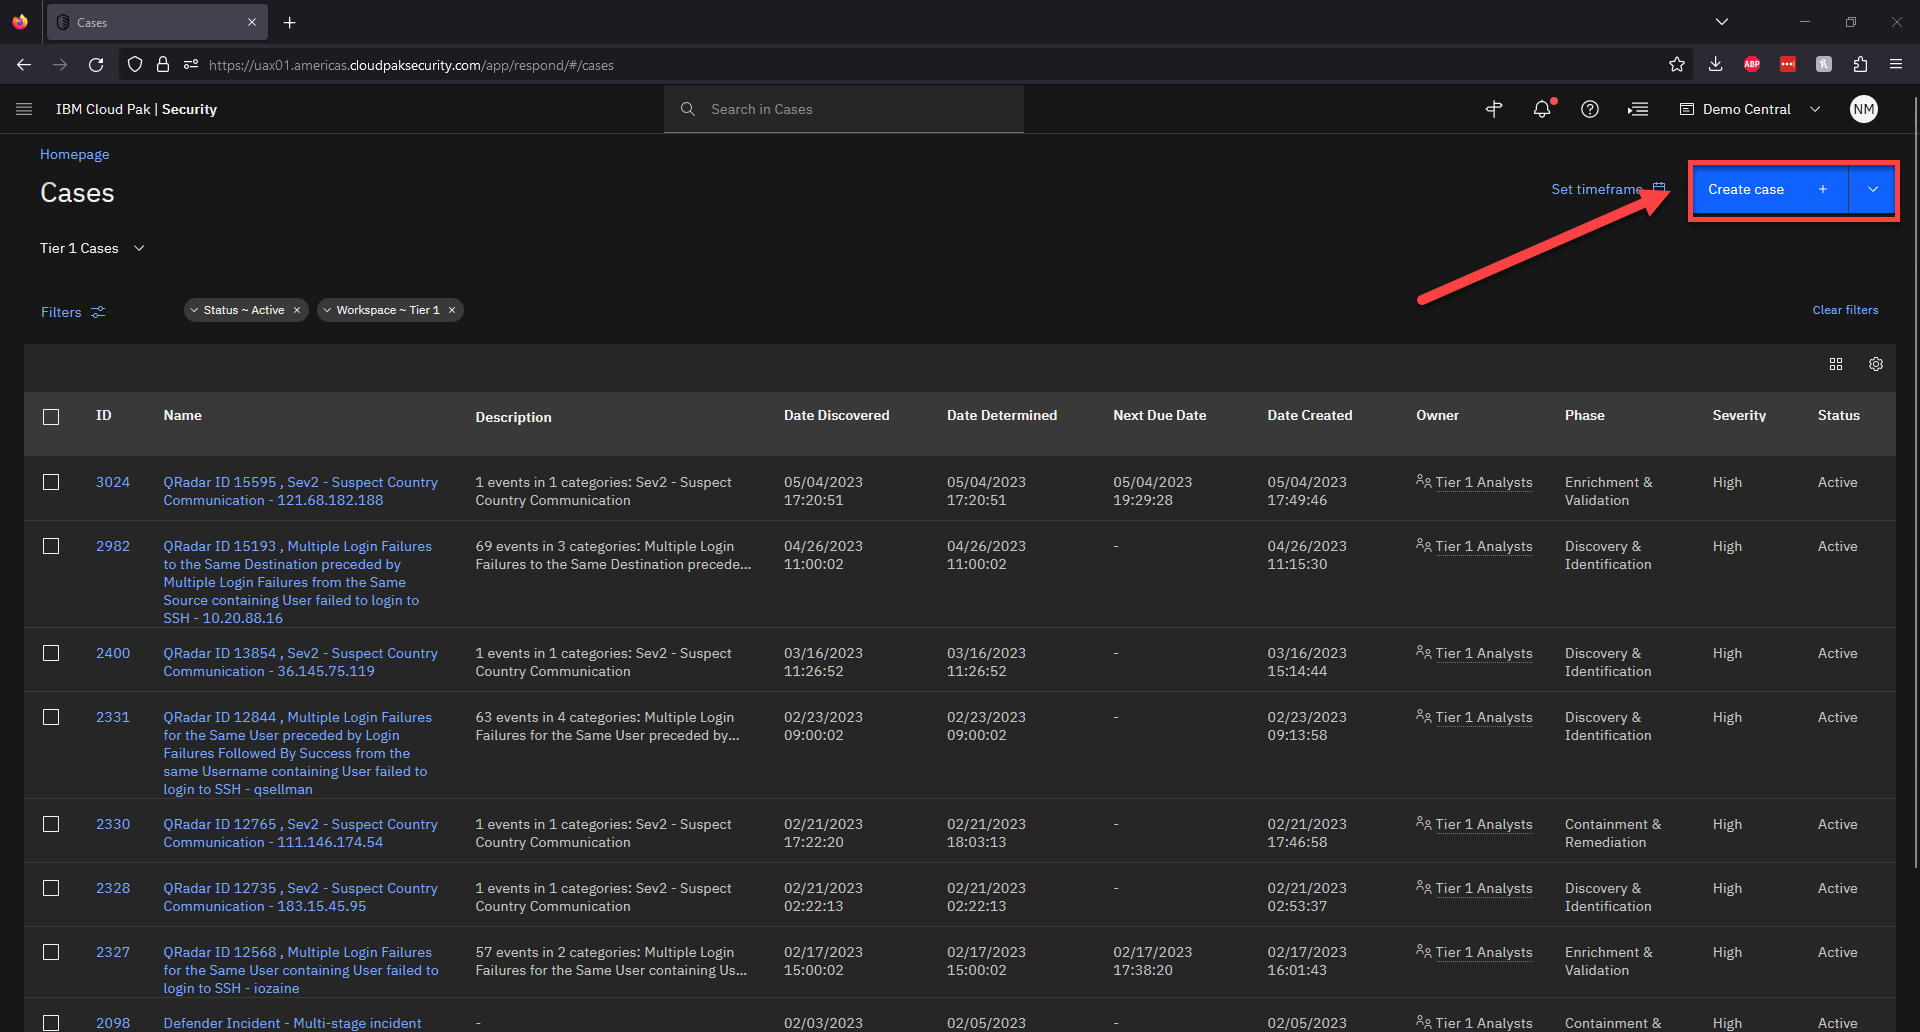 Cases
https://uax01.americas.cloudpaksecurity.com/app/respond/#/cases
ABP
IBM Cloud Pak | Security
Search in Cases
Demo Central
NM
Homepage
Cases
Set timeframe
Create case +
Tier 1 Cases
Filters
Status ~ Active ×
Workspace ~ Tier 1 ×
Clear filters
ID Name Description Date Discovered Date Determined Next Due Date Date Created Owner Phase Severity Status
3024 QRadar ID 15595 , Sev2 - Suspect Country 1 events in 1 categories: Sev2 - Suspect 05/04/2023 05/04/2023 05/04/2023 05/04/2023 Tier 1 Analysts Enrichment & High Active
Communication - 121.68.182.188 Country Communication 17:20:51 17:20:51 19:29:28 17:49:46 Validation
2982 QRadar ID 15193 , Multiple Login Failures 69 events in 3 categories: Multiple Login 04/26/2023 04/26/2023 - 04/26/2023 Tier 1 Analysts Discovery & High Active
to the Same Destination preceded by Failures to the Same Destination precede... 11:00:02 11:00:02 11:15:30 Identification
Multiple Login Failures from the Same
Source containing User failed to login to
SSH - 10.20.88.16
2400 QRadar ID 13854 , Sev2 - Suspect Country 1 events in 1 categories: Sev2 - Suspect 03/16/2023 03/16/2023 - 03/16/2023 Tier 1 Analysts Discovery & High Active
Communication - 36.145.75.119 Country Communication 11:26:52 11:26:52 15:14:44 Identification
2331 QRadar ID 12844 , Multiple Login Failures 63 events in 4 categories: Multiple Login 02/23/2023 02/23/2023 - 02/23/2023 Tier 1 Analysts Discovery & High Active
for the Same User preceded by Login Failures for the Same User preceded by... 09:00:02 09:00:02 09:13:58 Identification
Failures Followed By Success from the
same Username containing User failed to
login to SSH - qsellman
2330 QRadar ID 12765 , Sev2 - Suspect Country 1 events in 1 categories: Sev2 - Suspect 02/21/2023 02/21/2023 - 02/21/2023 Tier 1 Analysts Containment & High Active
Communication - 111.146.174.54 Country Communication 17:22:20 18:03:13 17:46:58 Remediation
2328 QRadar ID 12735 , Sev2 - Suspect Country 1 events in 1 categories: Sev2 - Suspect 02/21/2023 02/21/2023 - 02/21/2023 Tier 1 Analysts Discovery & High Active
Communication - 183.15.45.95 Country Communication 02:22:13 02:22:13 02:53:37 Identification
2327 QRadar ID 12568 , Multiple Login Failures 57 events in 2 categories: Multiple Login 02/17/2023 02/17/2023 02/17/2023 02/17/2023 Tier 1 Analysts Enrichment & High Active
for the Same User containing User failed to Failures for the Same User containing Us... 15:00:02 15:00:02 17:38:20 16:01:43 Validation
login to SSH - iozaine
2098 Defender Incident - Multi-stage incident - 02/03/2023 02/05/2023 - 02/05/2023 Tier 1 Analysts Containment & High Active